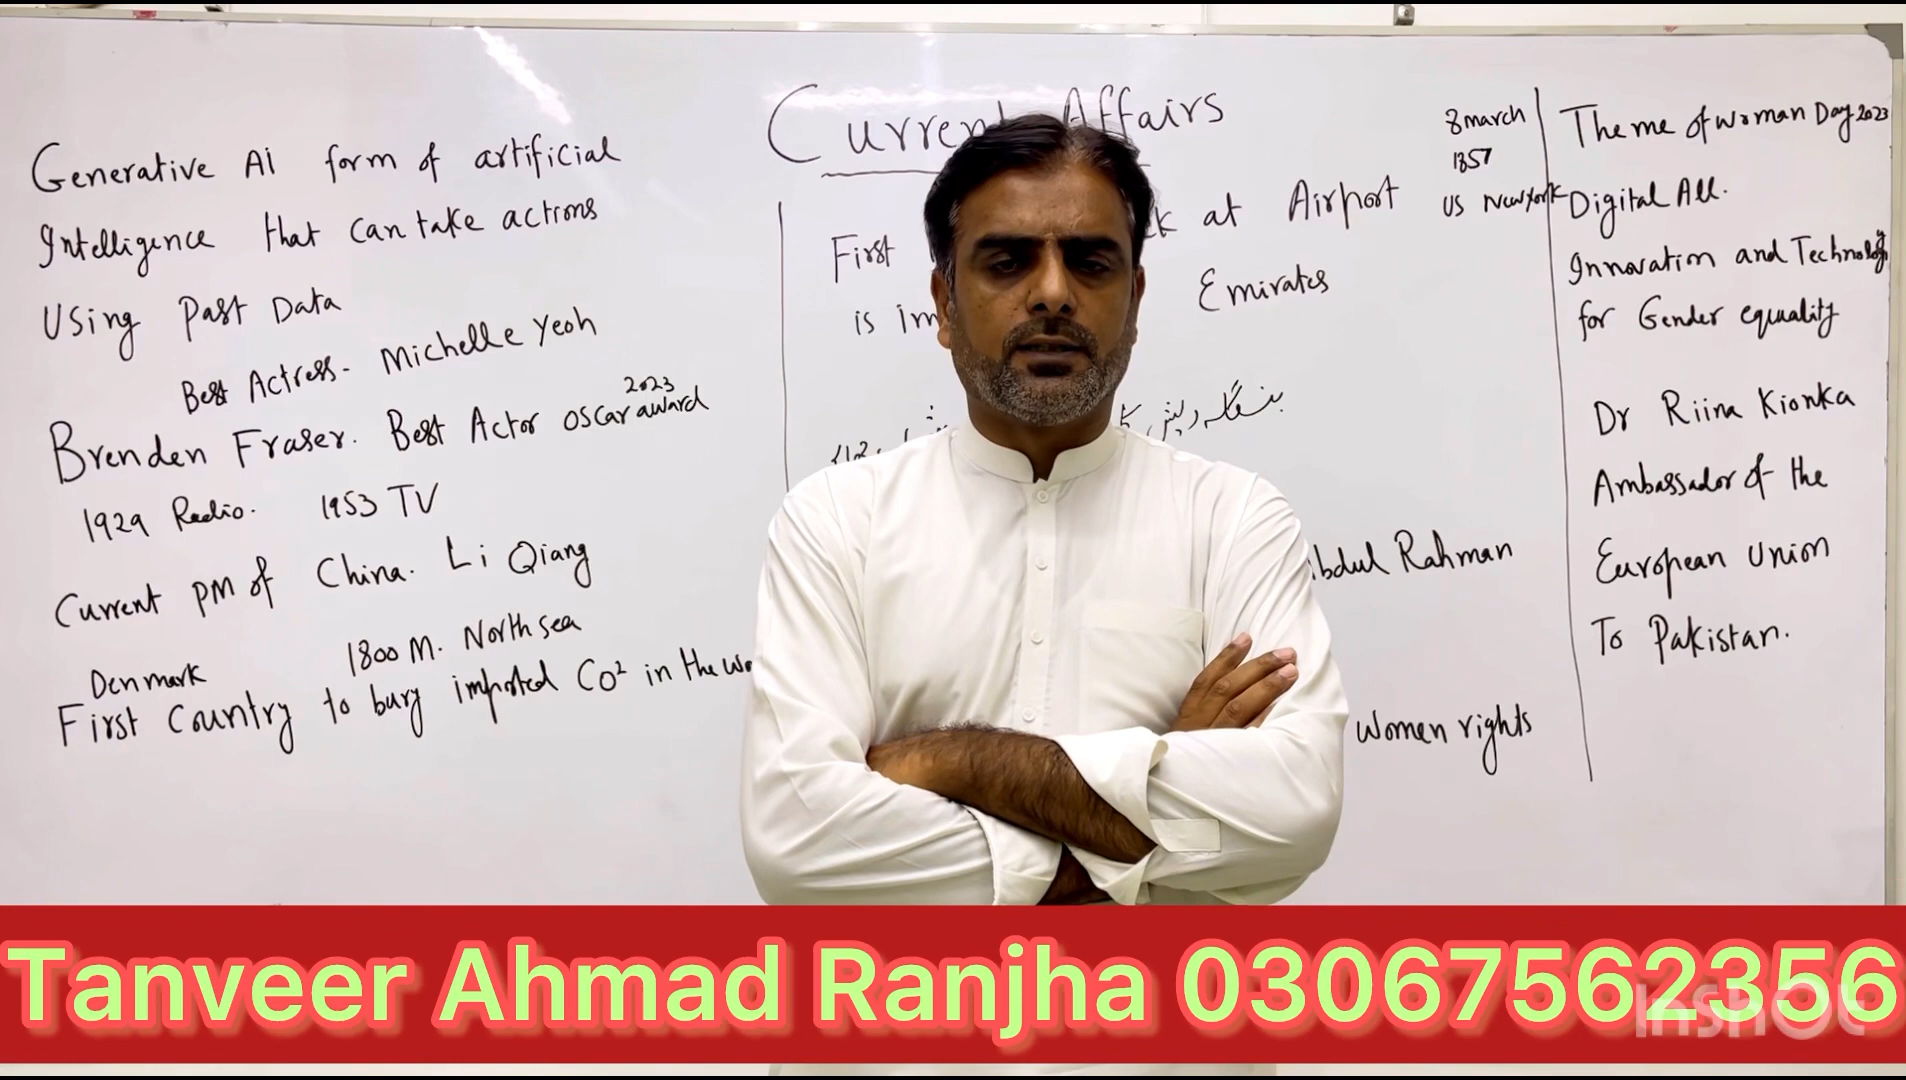 Current Affairs
Generative Ai form of artificial
Intelligence that can take actions
Using Past Data
Best Actress- Michelle Yeoh
Brenden Fraser. Best Actor Oscar award 2023
1929 Radio. 1953 TV
Current PM of China. Li Qiang
Denmark 1800 M. North sea
First Country to bury imported CO² in the
First at Airport
is Emirates
بنگلہ دیش
Rahman
Women rights
8 march
1857
US Newyork
Theme of Woman Day 2023
Digital All.
Innovation and Technology
for Gender equality
Dr Riina Kionka
Ambassador of the
European Union
To Pakistan.
Tanveer Ahmad Ranjha 03067562356
InShOt